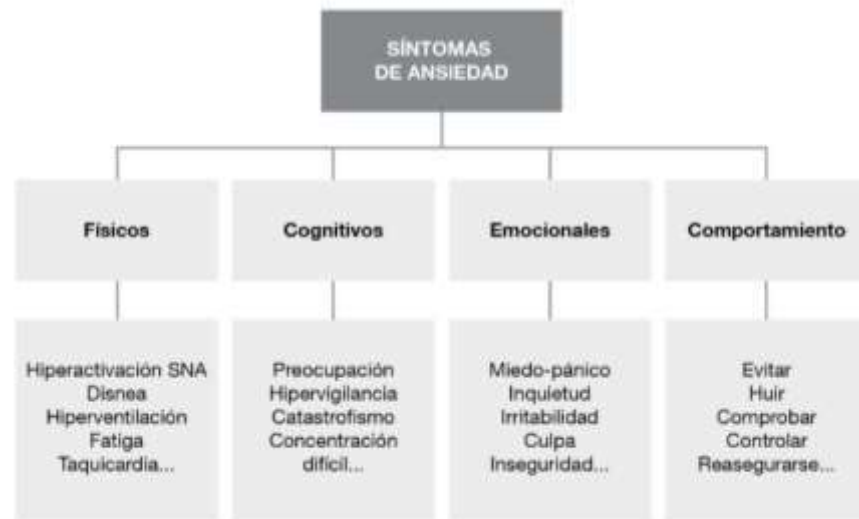 SÍNTOMAS
DE ANSIEDAD
Físicos
Cognitivos
Emocionales
Comportamiento
Hiperactivación SNA
Disnea
Hiperventilación
Fatiga
Taquicardia...
Preocupación
Hipervigilancia
Catastrofismo
Concentración
difícil...
Miedo-pánico
Inquietud
Irritabilidad
Culpa
Inseguridad...
Evitar
Huir
Comprobar
Controlar
Reasegurarse...